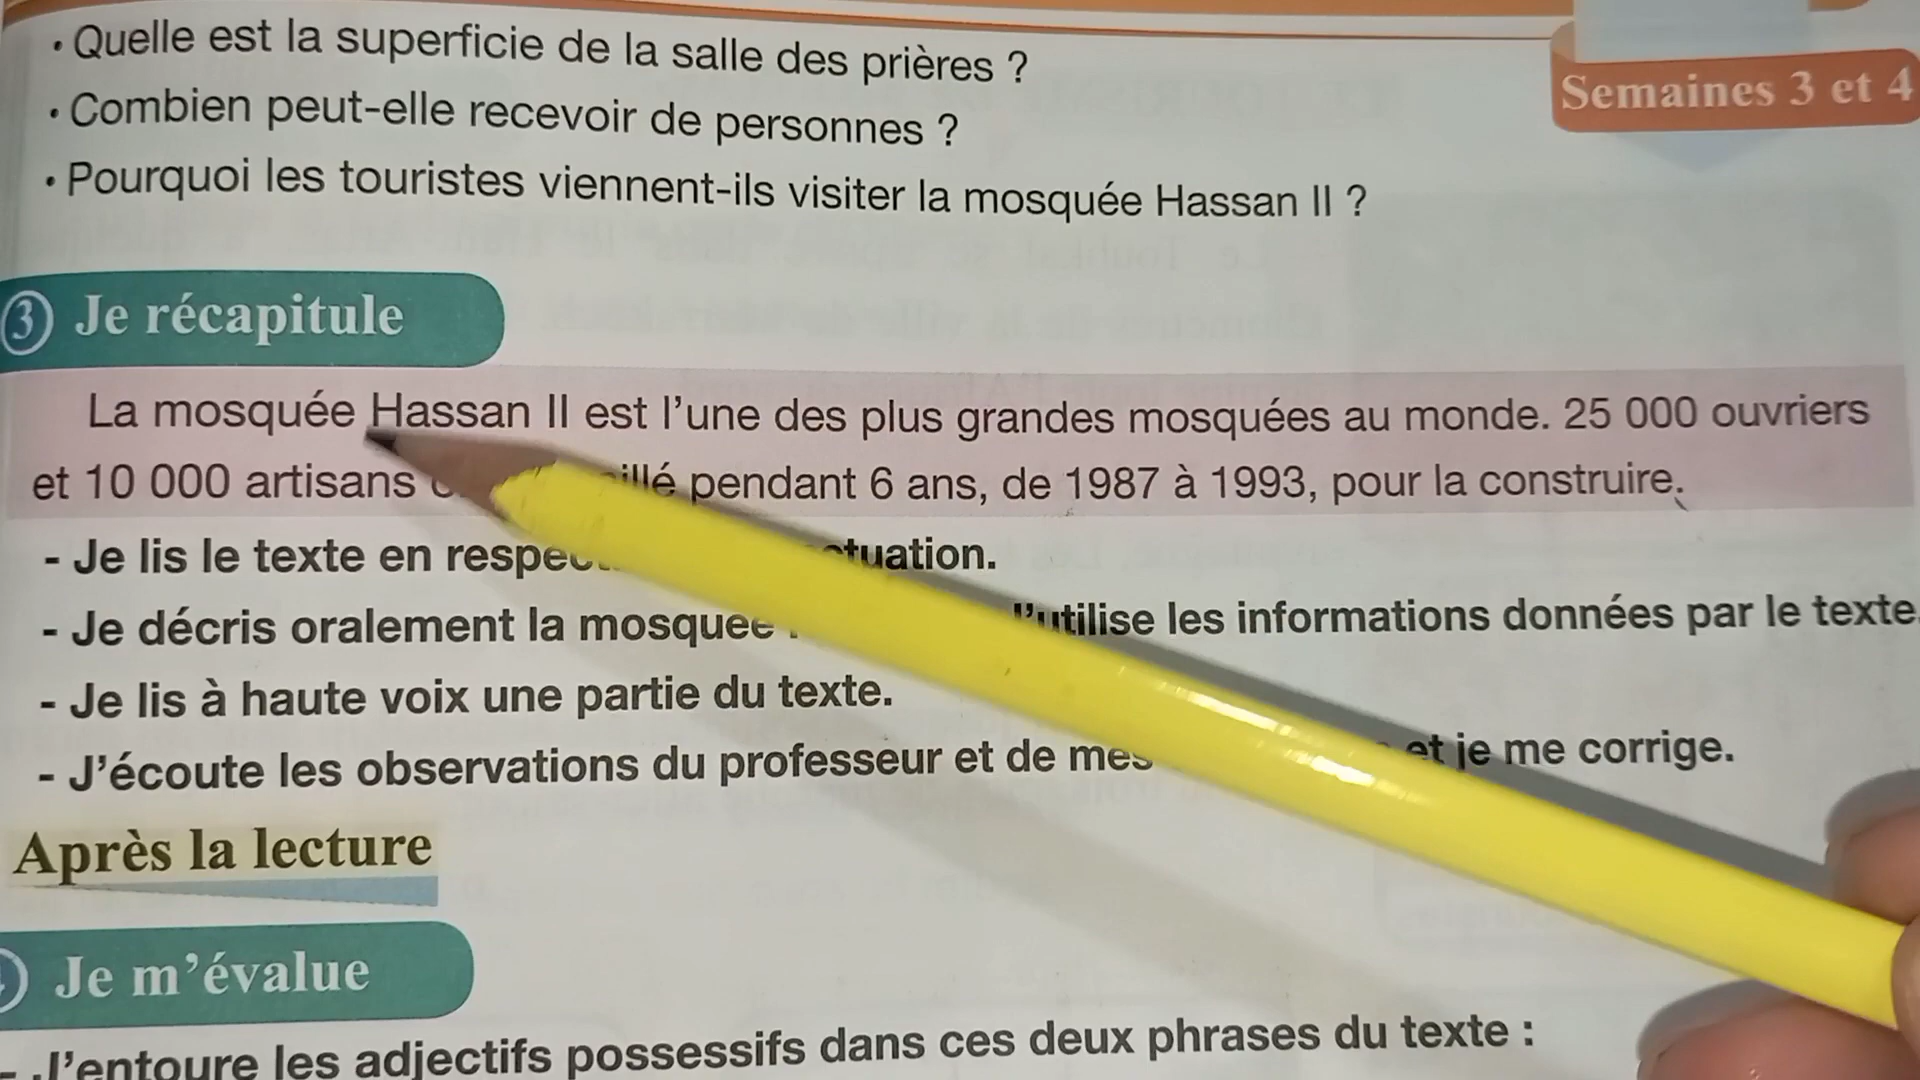 • Quelle est la superficie de la salle des prières ?
Semaines 3 et 4
• Combien peut-elle recevoir de personnes ?
• Pourquoi les touristes viennent-ils visiter la mosquée Hassan II ?
3 Je récapitule
La mosquée Hassan II est l’une des plus grandes mosquées au monde. 25 000 ouvriers
et 10 000 artisans pendant 6 ans, de 1987 à 1993, pour la construire.
- Je lis le texte en
- Je décris oralement la mosquée les informations données par le texte.
- Je lis à haute voix une partie du texte.
- J’écoute les observations du professeur et de mes et je me corrige.
Après la lecture
Je m’évalue
- J’entoure les adjectifs possessifs dans ces deux phrases du texte :